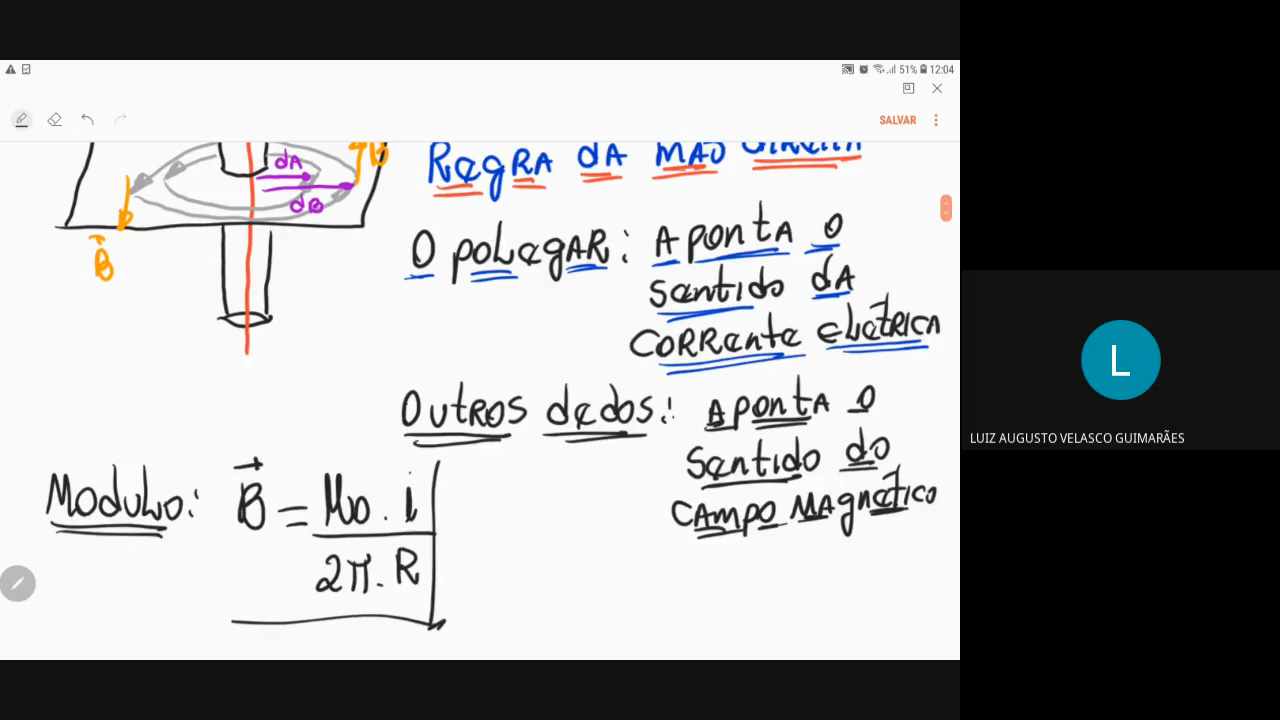 51% 12:04
SALVAR
REGRA DA MÃO DIREITA
dA
dB
B
B
O POLEGAR: APONTA O
SENTIDO DA
CORRENTE ELÉTRICA
OUTROS DEDOS: APONTA O
SENTIDO DO
CAMPO MAGNÉTICO
MODULO: B = Mo . i
2π . R
L
LUIZ AUGUSTO VELASCO GUIMARÃES